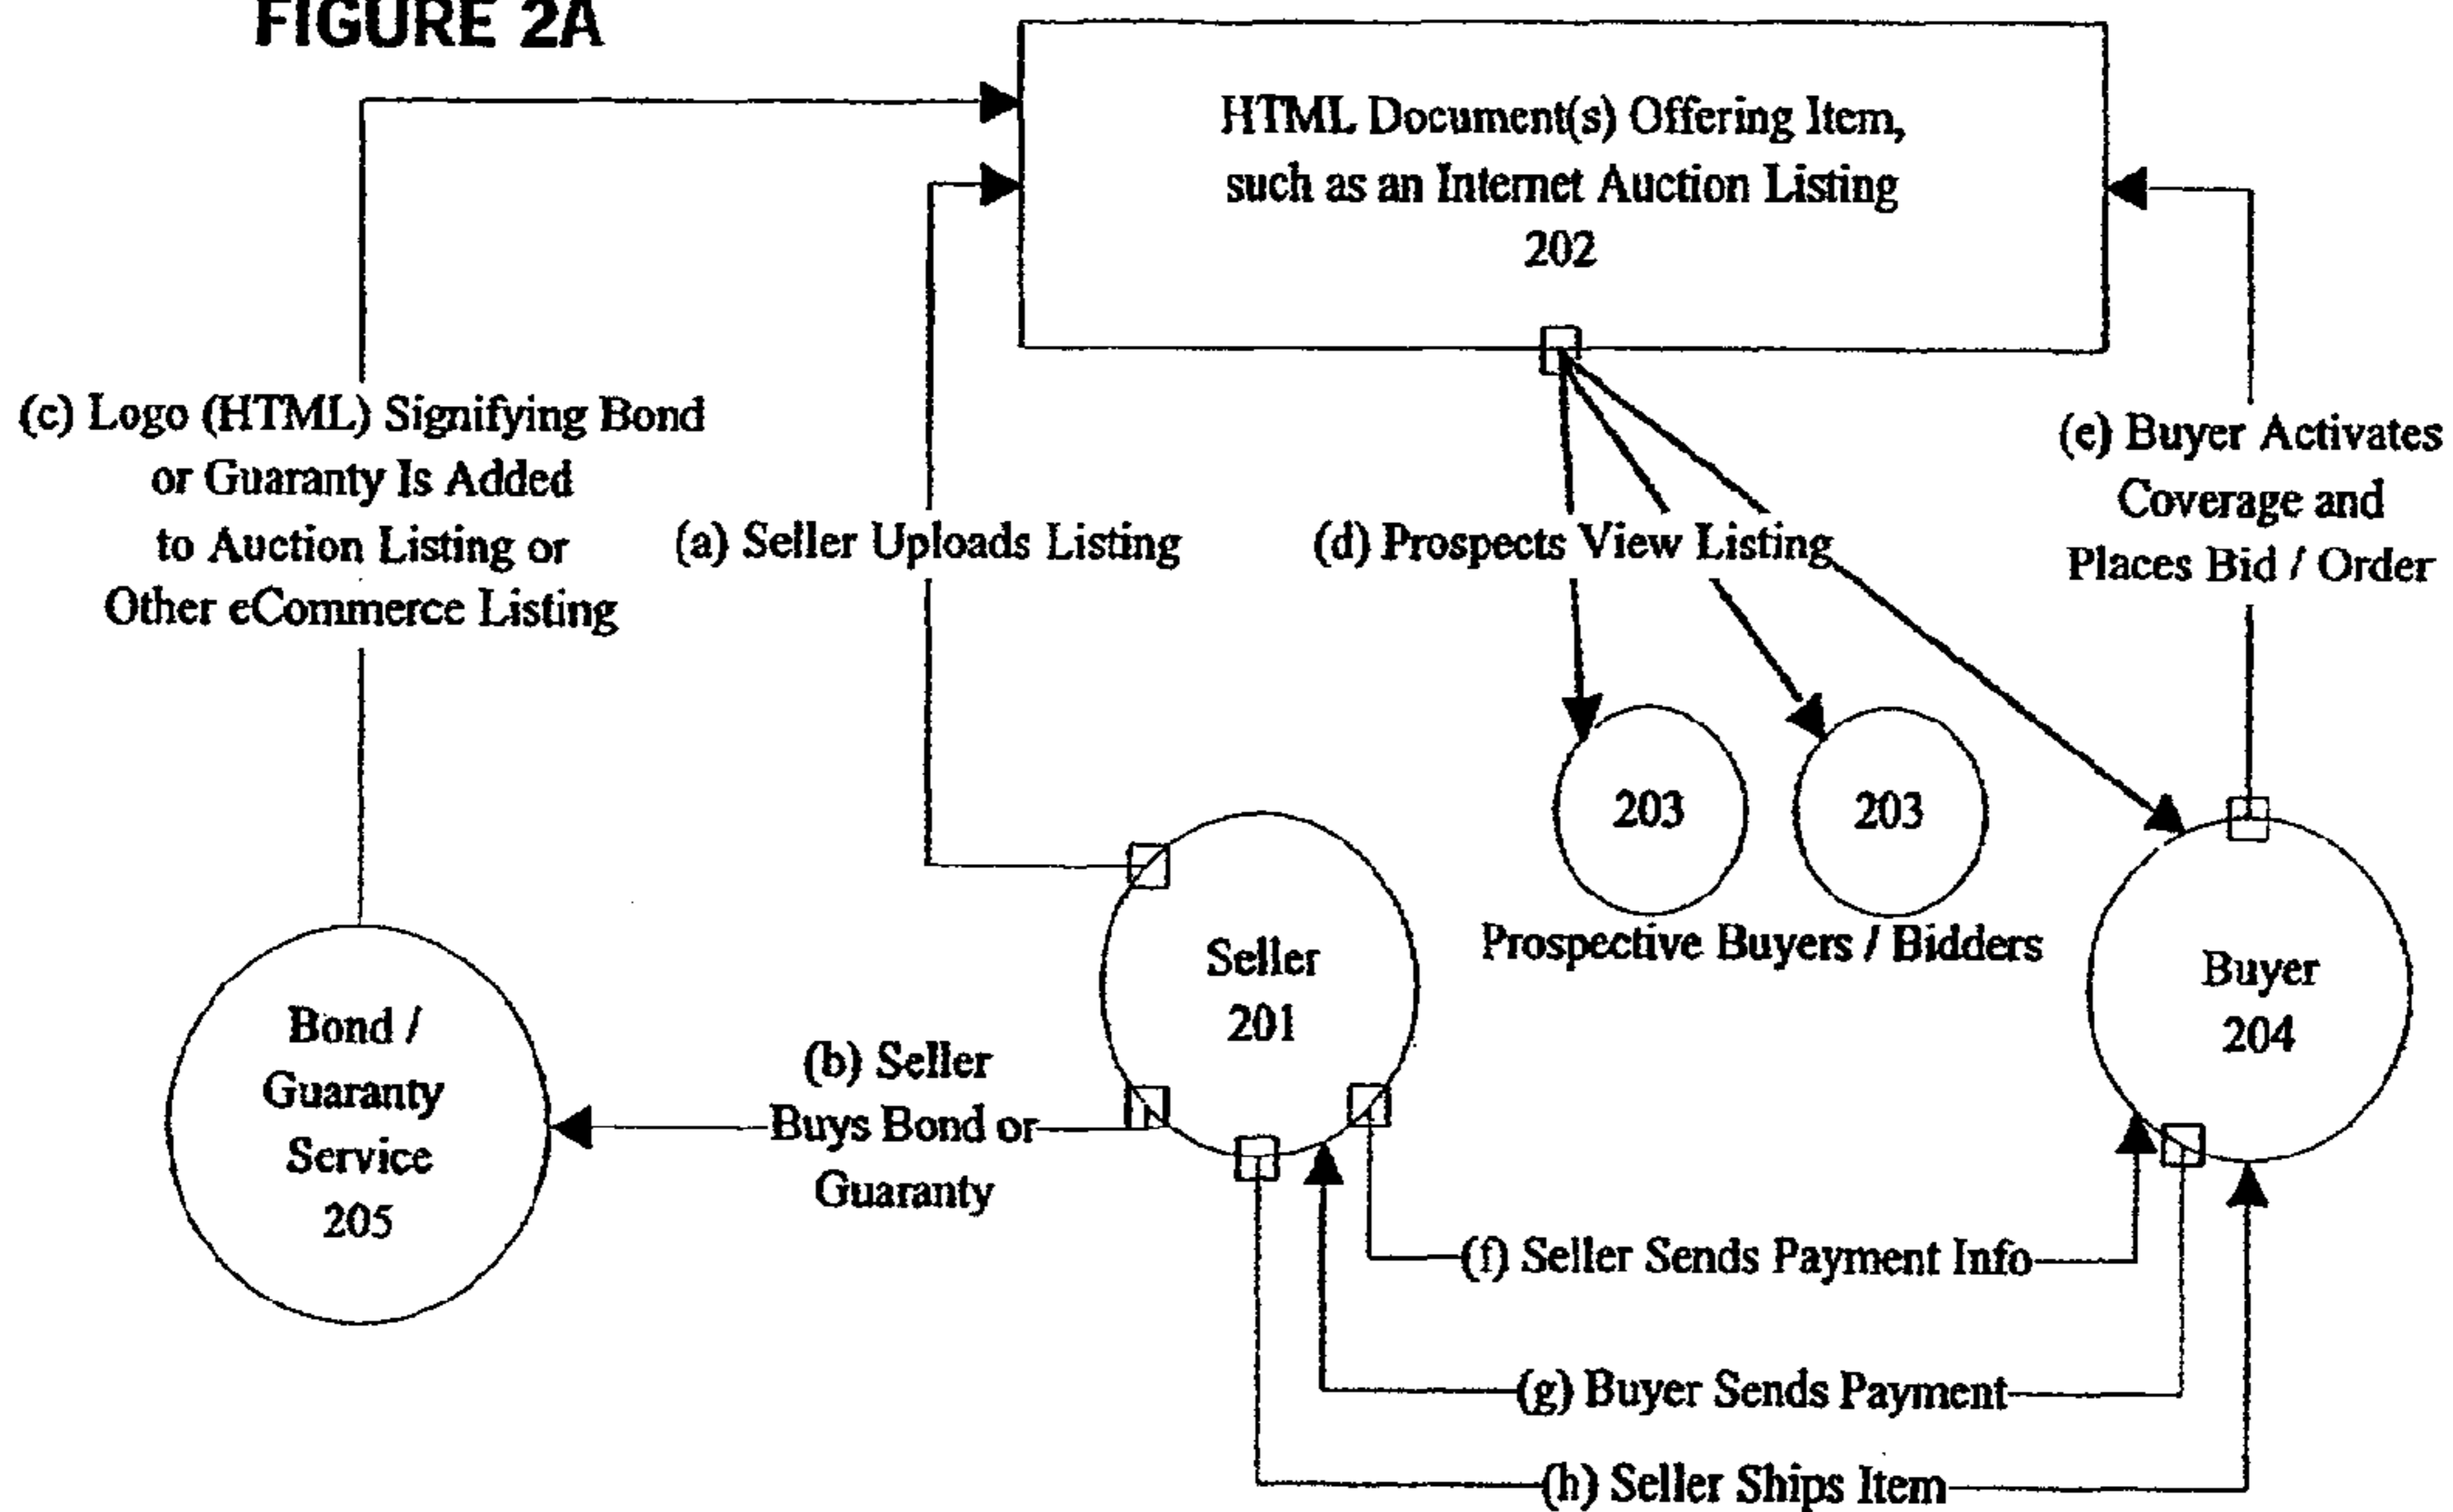 FIGURE 2A
HTML Document(s) Offering Item,
such as an Internet Auction Listing
202
(c) Logo (HTML) Signifying Bond
or Guaranty Is Added
to Auction Listing or
Other eCommerce Listing
(a) Seller Uploads Listing
(d) Prospects View Listing
(e) Buyer Activates
Coverage and
Places Bid / Order
203
203
Prospective Buyers / Bidders
Seller
201
Buyer
204
Bond /
Guaranty
Service
205
(b) Seller
Buys Bond or
Guaranty
(f) Seller Sends Payment Info
(g) Buyer Sends Payment
(h) Seller Ships Item